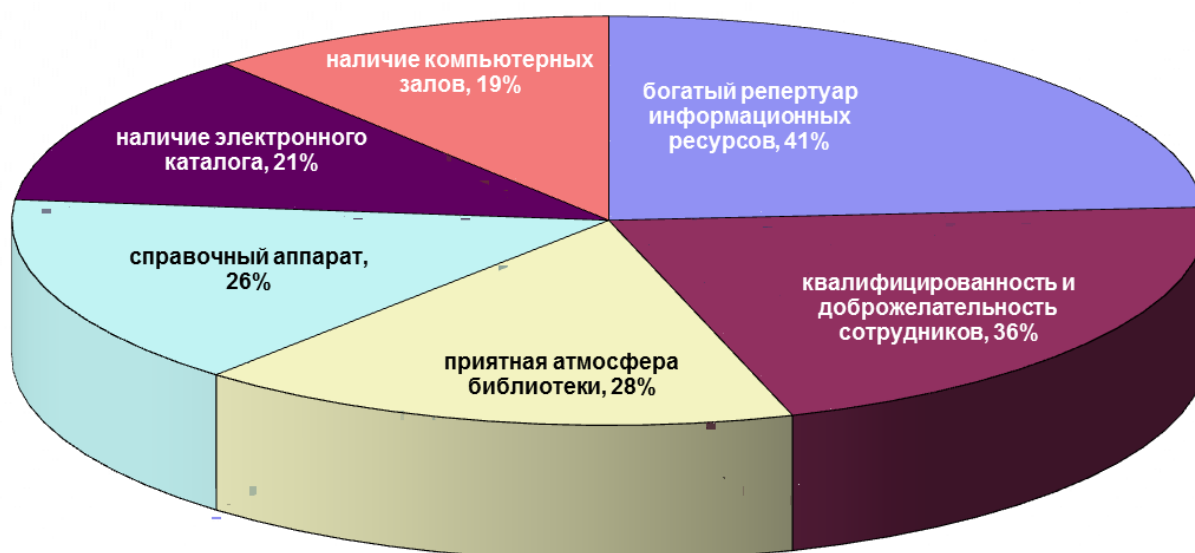 наличие компьютерных
залов, 19%
богатый репертуар
информационных
ресурсов, 41%
наличие электронного
каталога, 21%
справочный аппарат,
26%
квалифицированность и
доброжелательность
сотрудников, 36%
приятная атмосфера
библиотеки, 28%